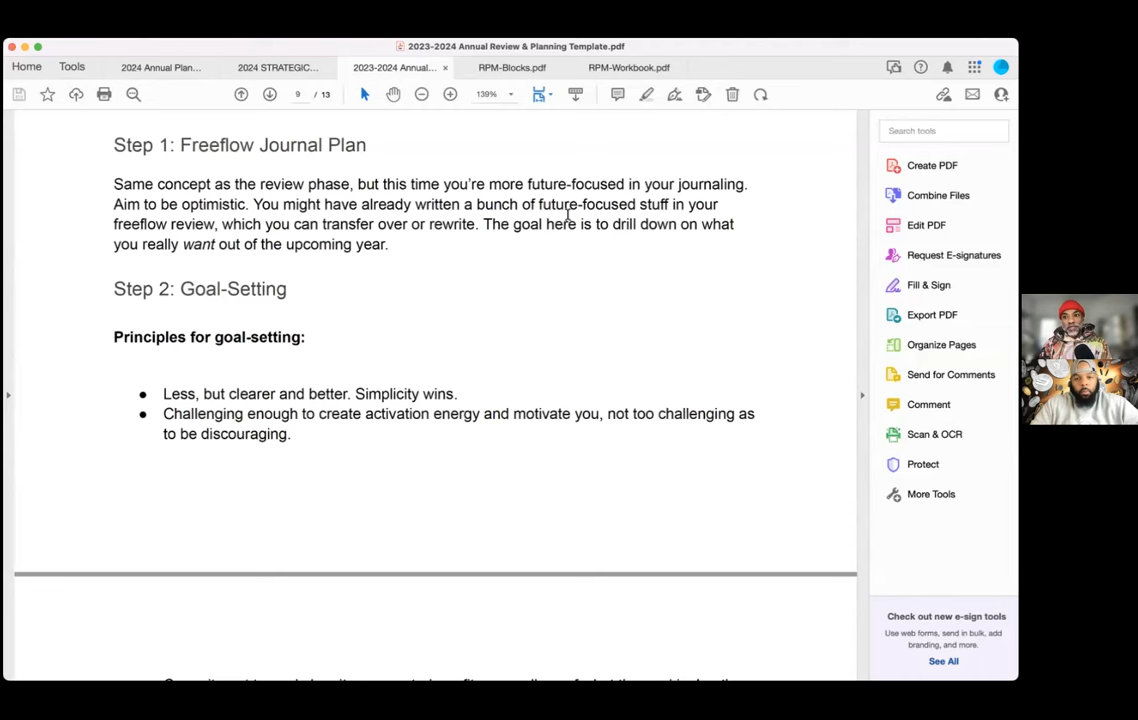 2023-2024 Annual Review & Planning Template.pdf
Home Tools 2024 Annual Plan... 2024 STRATEGIC... 2023-2024 Annual... × RPM-Blocks.pdf RPM-Workbook.pdf
9 / 13 139%
Step 1: Freeflow Journal Plan
Same concept as the review phase, but this time you're more future-focused in your journaling.
Aim to be optimistic. You might have already written a bunch of future-focused stuff in your
freeflow review, which you can transfer over or rewrite. The goal here is to drill down on what
you really want out of the upcoming year.
Step 2: Goal-Setting
Principles for goal-setting:
● Less, but clearer and better. Simplicity wins.
● Challenging enough to create activation energy and motivate you, not too challenging as
to be discouraging.
Search tools
Create PDF
Combine Files
Edit PDF
Request E-signatures
Fill & Sign
Export PDF
Organize Pages
Send for Comments
Comment
Scan & OCR
Protect
More Tools
Check out new e-sign tools
Use web forms, send in bulk, add
branding, and more.
See All